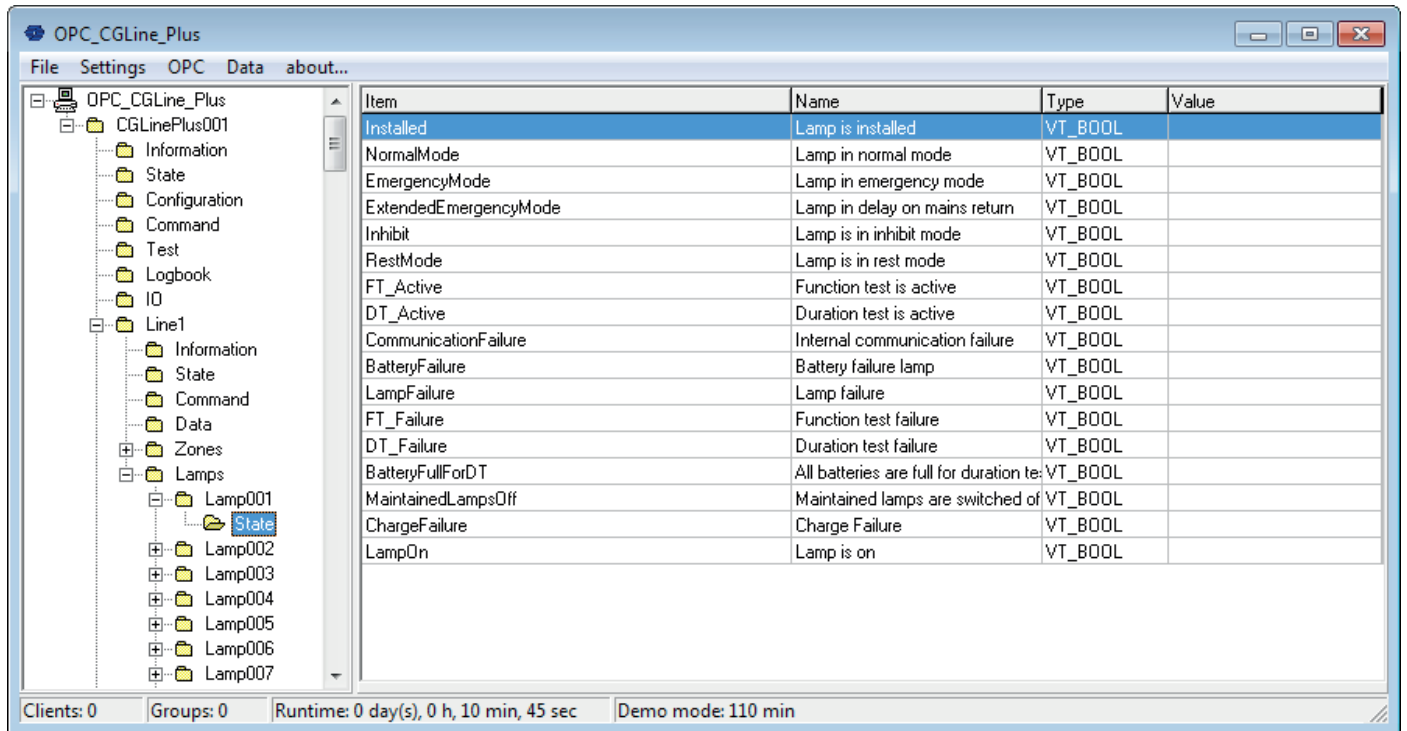 OPC_CGLine_Plus
File Settings OPC Data about...
OPC_CGLine_Plus
CGLinePlus001
Information
State
Configuration
Command
Test
Logbook
IO
Line1
Information
State
Command
Data
Zones
Lamps
Lamp001
State
Lamp002
Lamp003
Lamp004
Lamp005
Lamp006
Lamp007
Item Name Type Value
Installed Lamp is installed VT_BOOL
NormalMode Lamp in normal mode VT_BOOL
EmergencyMode Lamp in emergency mode VT_BOOL
ExtendedEmergencyMode Lamp in delay on mains return VT_BOOL
Inhibit Lamp is in inhibit mode VT_BOOL
RestMode Lamp is in rest mode VT_BOOL
FT_Active Function test is active VT_BOOL
DT_Active Duration test is active VT_BOOL
CommunicationFailure Internal communication failure VT_BOOL
BatteryFailure Battery failure lamp VT_BOOL
LampFailure Lamp failure VT_BOOL
FT_Failure Function test failure VT_BOOL
DT_Failure Duration test failure VT_BOOL
BatteryFullForDT All batteries are full for duration te VT_BOOL
MaintainedLampsOff Maintained lamps are switched of VT_BOOL
ChargeFailure Charge Failure VT_BOOL
LampOn Lamp is on VT_BOOL
Clients: 0 Groups: 0 Runtime: 0 day(s), 0 h, 10 min, 45 sec Demo mode: 110 min